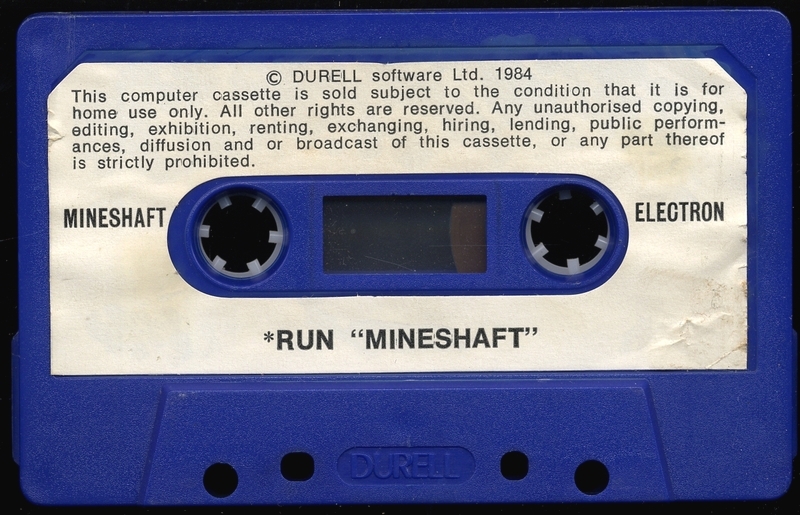 © DURELL software Ltd. 1984
This computer cassette is sold subject to the condition that it is for
home use only. All other rights are reserved. Any unauthorised copying,
editing, exhibition, renting, exchanging, hiring, lending, public perform-
ances, diffusion and or broadcast of this cassette, or any part thereof
is strictly prohibited.
MINESHAFT
ELECTRON
*RUN “MINESHAFT”
DURELL